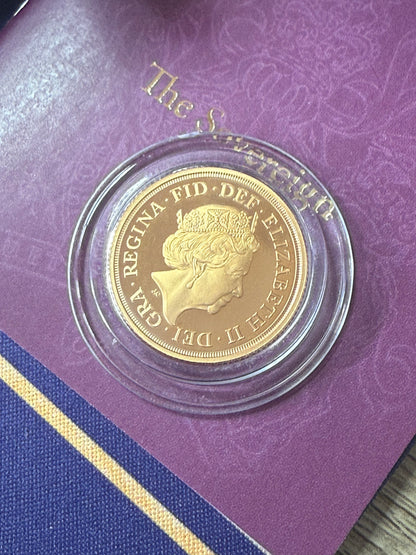 The Sovereign
ELIZABETH II · DEI · GRA · REGINA · FID · DEF ·